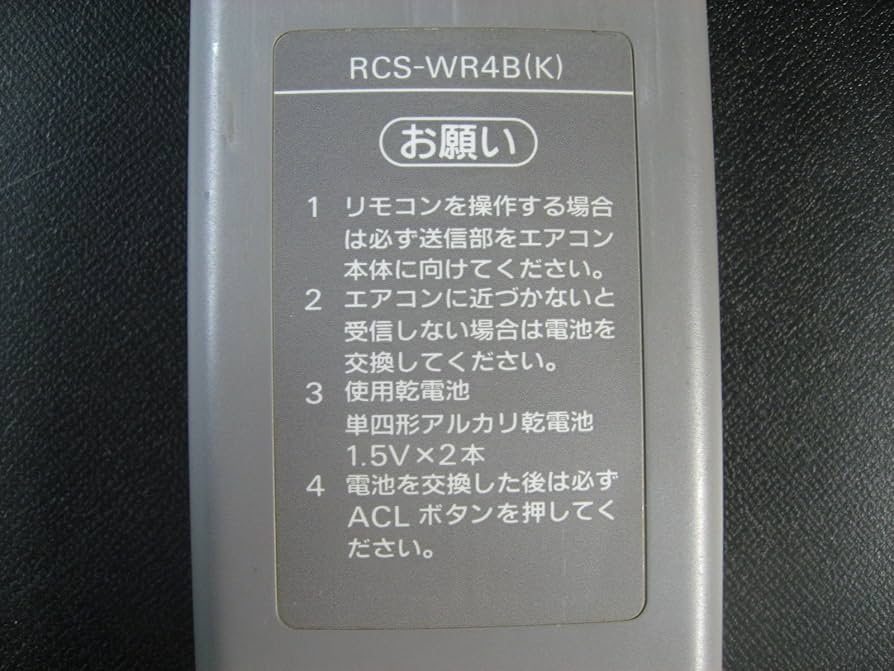 RCS-WR4B(K)
お願い
1 リモコンを操作する場合
は必ず送信部をエアコン
本体に向けてください。
2 エアコンに近づかないと
受信しない場合は電池を
交換してください。
3 使用乾電池
単四形アルカリ乾電池
1.5V×2本
4 電池を交換した後は必ず
ACLボタンを押してく
ださい。